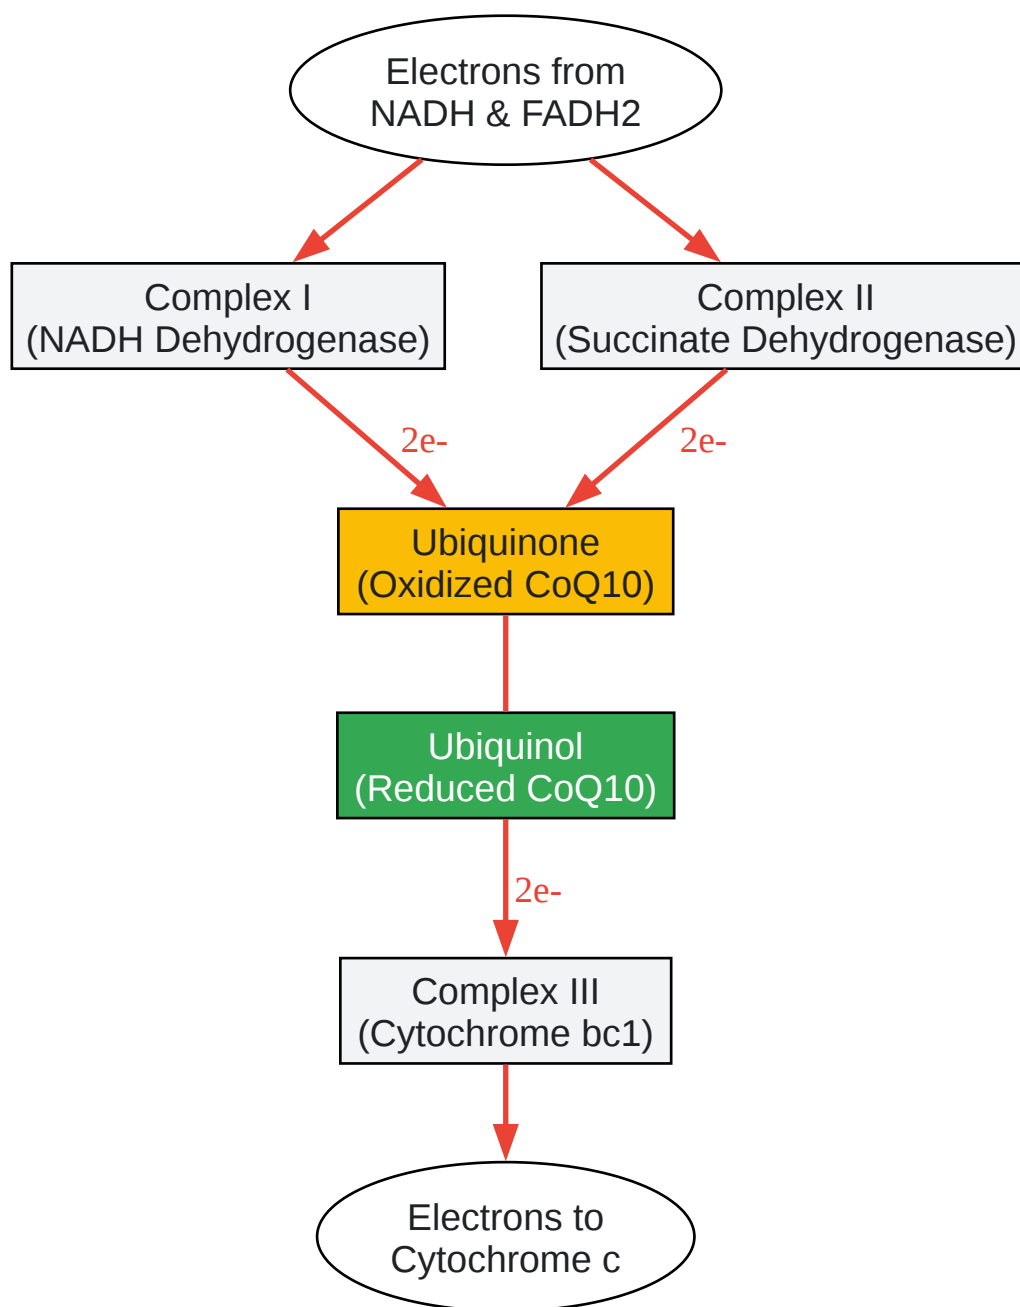 Electrons from
NADH & FADH2
Complex I
(NADH Dehydrogenase)
Complex II
(Succinate Dehydrogenase)
2e-
2e-
Ubiquinone
(Oxidized CoQ10)
Ubiquinol
(Reduced CoQ10)
2e-
Complex III
(Cytochrome bc1)
Electrons to
Cytochrome c